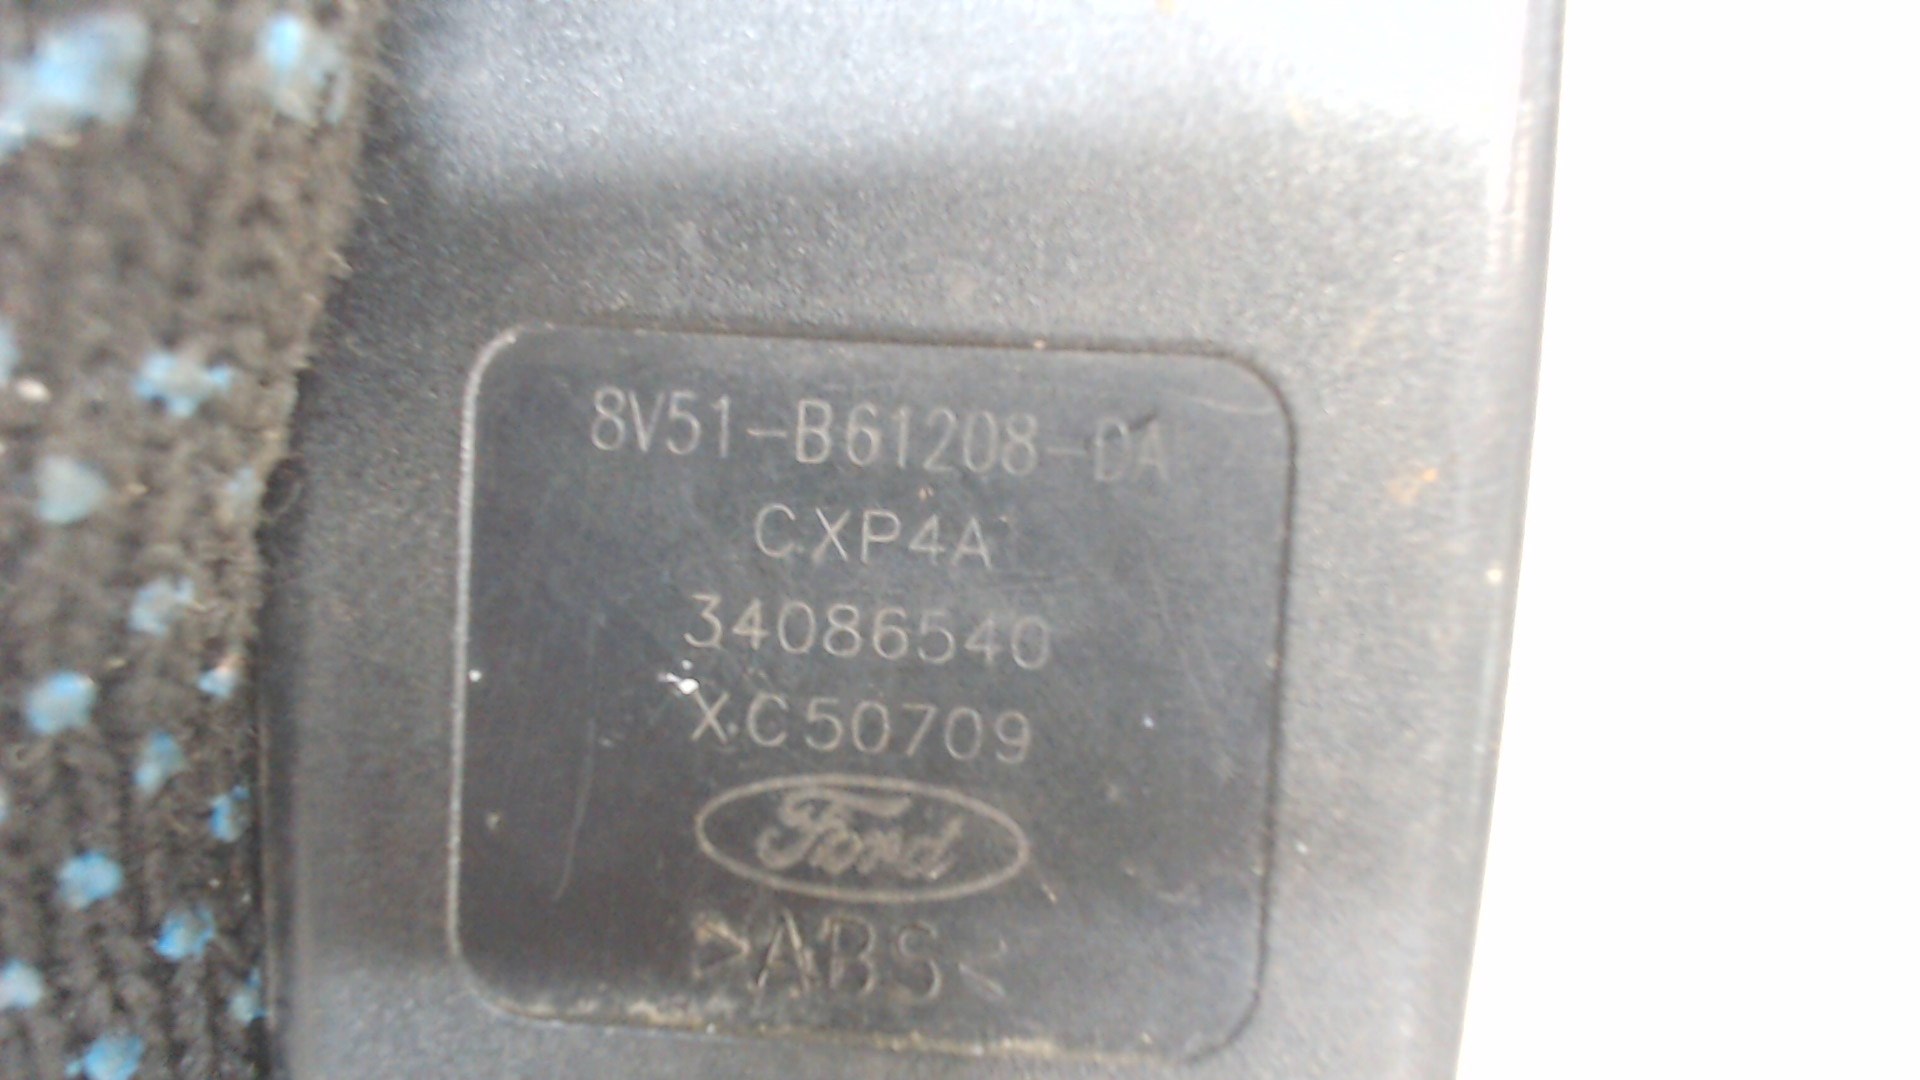 8V51-B61208-DA
CXP4A
34086540
XC50709
Ford
>ABS<